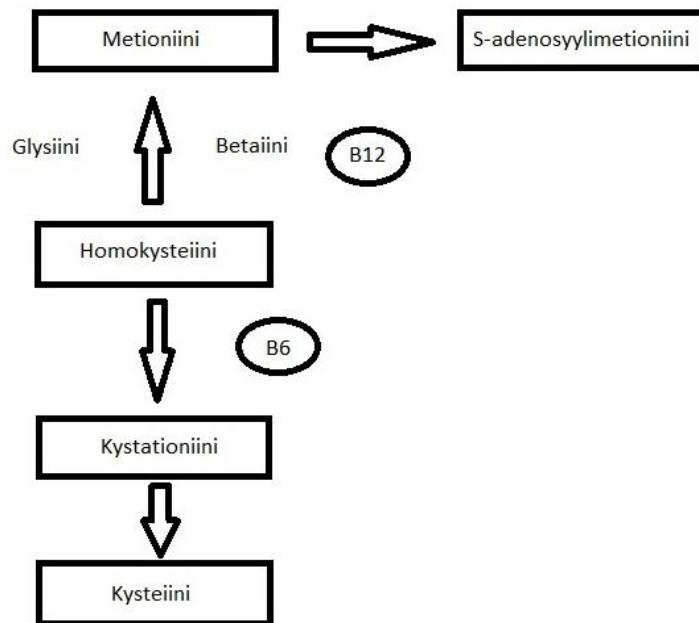 Metioniini
S-adenosyylimetioniini
Glysiini
Betaiini
B12
Homokysteiini
B6
Kystationiini
Kysteiini